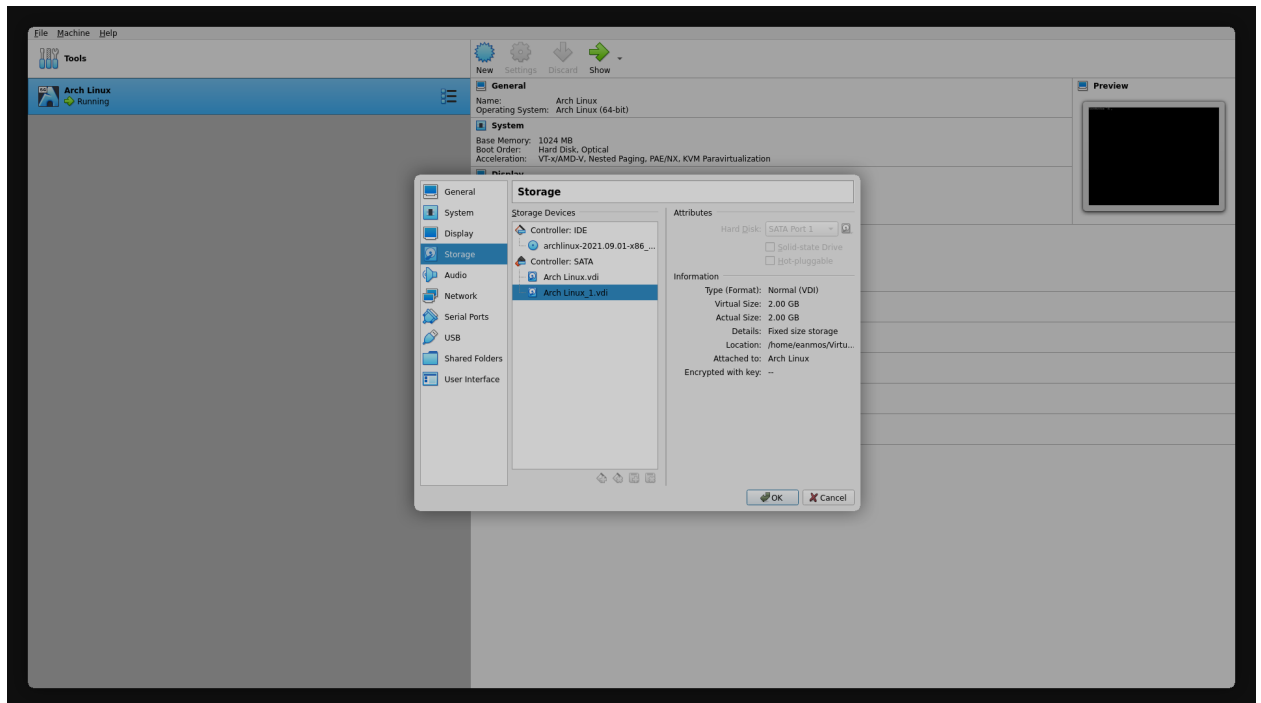 File Machine Help
Tools
New Settings Discard Show
Arch Linux
Running
General
Name: Arch Linux
Operating System: Arch Linux (64-bit)
System
Base Memory: 1024 MB
Boot Order: Hard Disk, Optical
Acceleration: VT-x/AMD-V, Nested Paging, PAE/NX, KVM Paravirtualization
Display
Preview
General
System
Display
Storage
Audio
Network
Serial Ports
USB
Shared Folders
User Interface
Storage
Storage Devices
Controller: IDE
archlinux-2021.09.01-x86_...
Controller: SATA
Arch Linux.vdi
Arch Linux_1.vdi
Attributes
Hard Disk: SATA Port 1
Solid-state Drive
Hot-pluggable
Information
Type (Format): Normal (VDI)
Virtual Size: 2.00 GB
Actual Size: 2.00 GB
Details: Fixed size storage
Location: /home/eanmos/Virtu...
Attached to: Arch Linux
Encrypted with key: --
OK Cancel